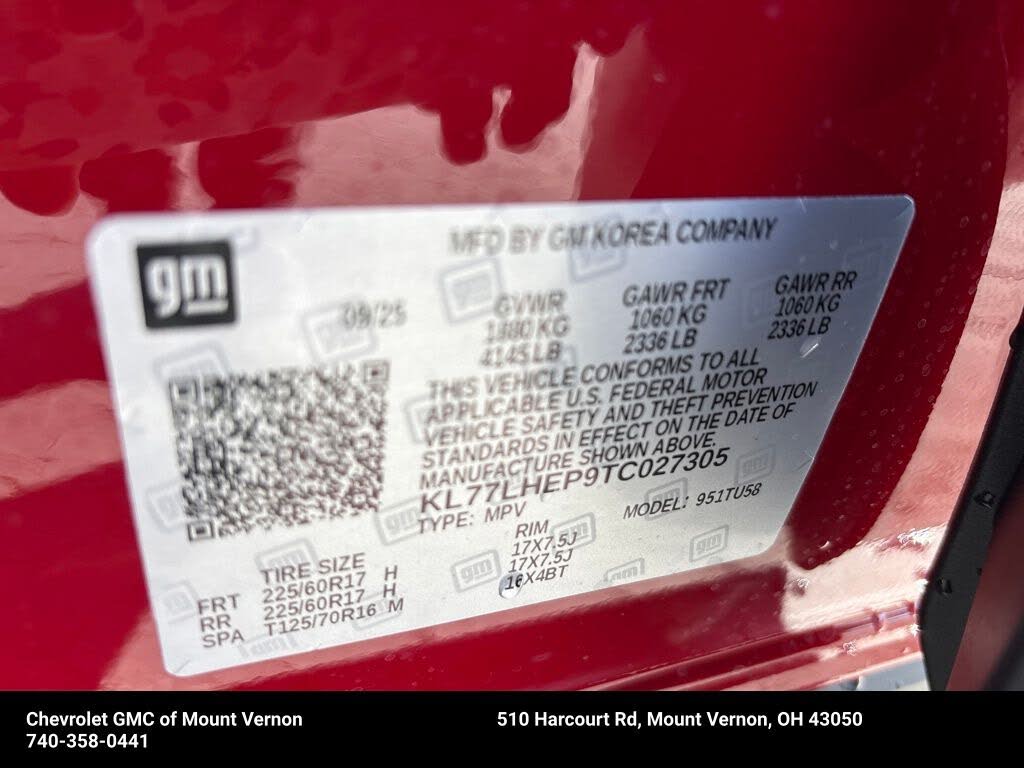 gm
MFD BY GM KOREA COMPANY
09/25
GVWR
1880 KG
4145 LB
GAWR FRT
1060 KG
2336 LB
GAWR RR
1060 KG
2336 LB
THIS VEHICLE CONFORMS TO ALL
APPLICABLE U.S. FEDERAL MOTOR
VEHICLE SAFETY AND THEFT PREVENTION
STANDARDS IN EFFECT ON THE DATE OF
MANUFACTURE SHOWN ABOVE.
KL77LHEP9TC027305
TYPE: MPV
MODEL: 951TU58
TIRE SIZE RIM
FRT 225/60R17 H 17X7.5J
RR 225/60R17 H 17X7.5J
SPA T125/70R16 M 16X4BT
Chevrolet GMC of Mount Vernon
740-358-0441
510 Harcourt Rd, Mount Vernon, OH 43050